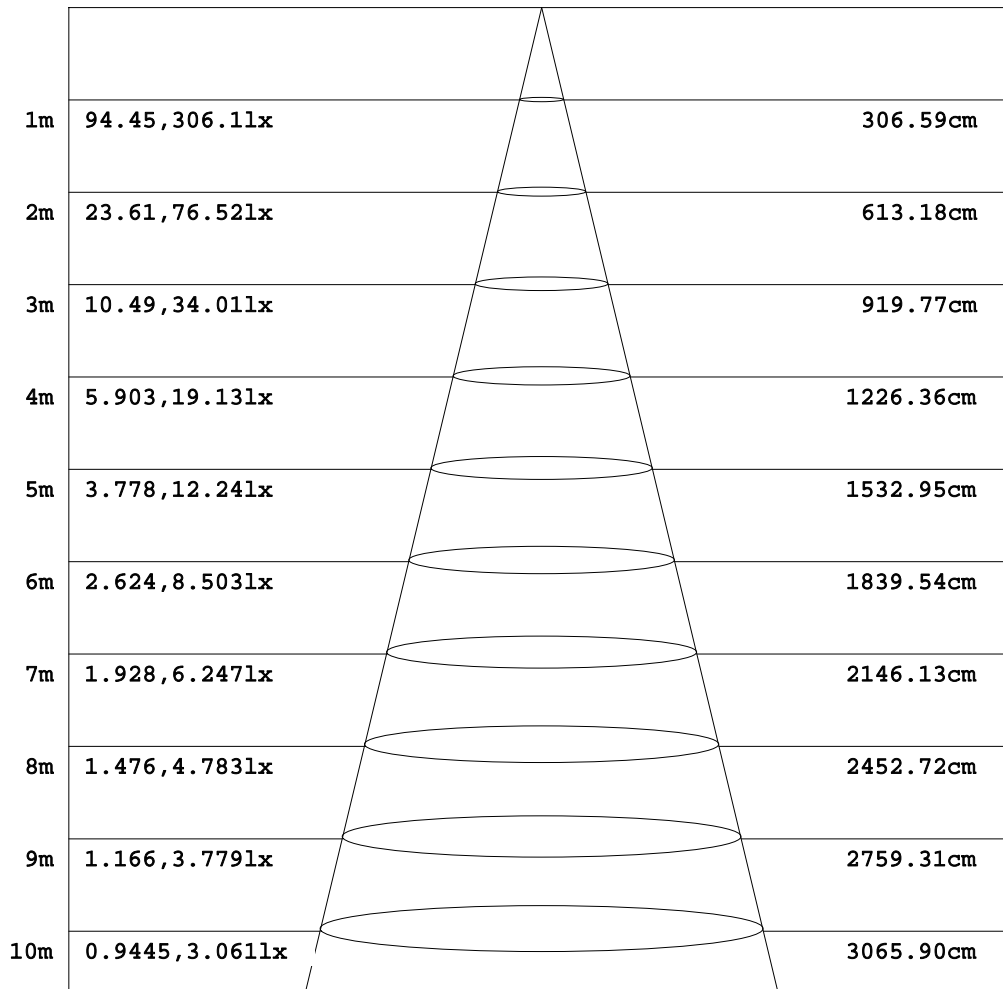 1m 94.45,306.1lx 306.59cm
2m 23.61,76.52lx 613.18cm
3m 10.49,34.01lx 919.77cm
4m 5.903,19.13lx 1226.36cm
5m 3.778,12.24lx 1532.95cm
6m 2.624,8.503lx 1839.54cm
7m 1.928,6.247lx 2146.13cm
8m 1.476,4.783lx 2452.72cm
9m 1.166,3.779lx 2759.31cm
10m 0.9445,3.061lx 3065.90cm